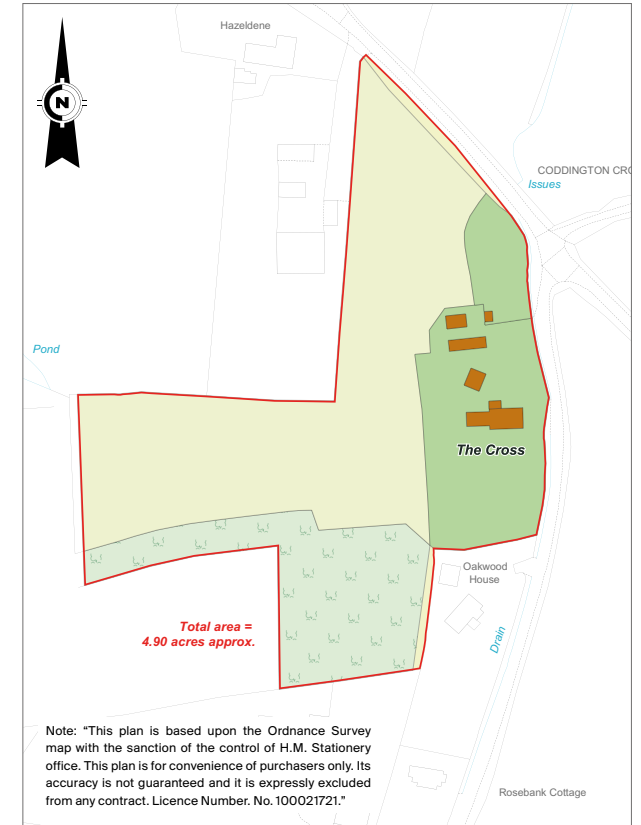 Hazeldene
N
CODDINGTON CRO
Issues
Pond
The Cross
Oakwood
House
Total area =
4.90 acres approx.
Drain
Note: “This plan is based upon the Ordnance Survey
map with the sanction of the control of H.M. Stationery
office. This plan is for convenience of purchasers only. Its
accuracy is not guaranteed and it is expressly excluded
from any contract. Licence Number. No. 100021721.”
Rosebank Cottage